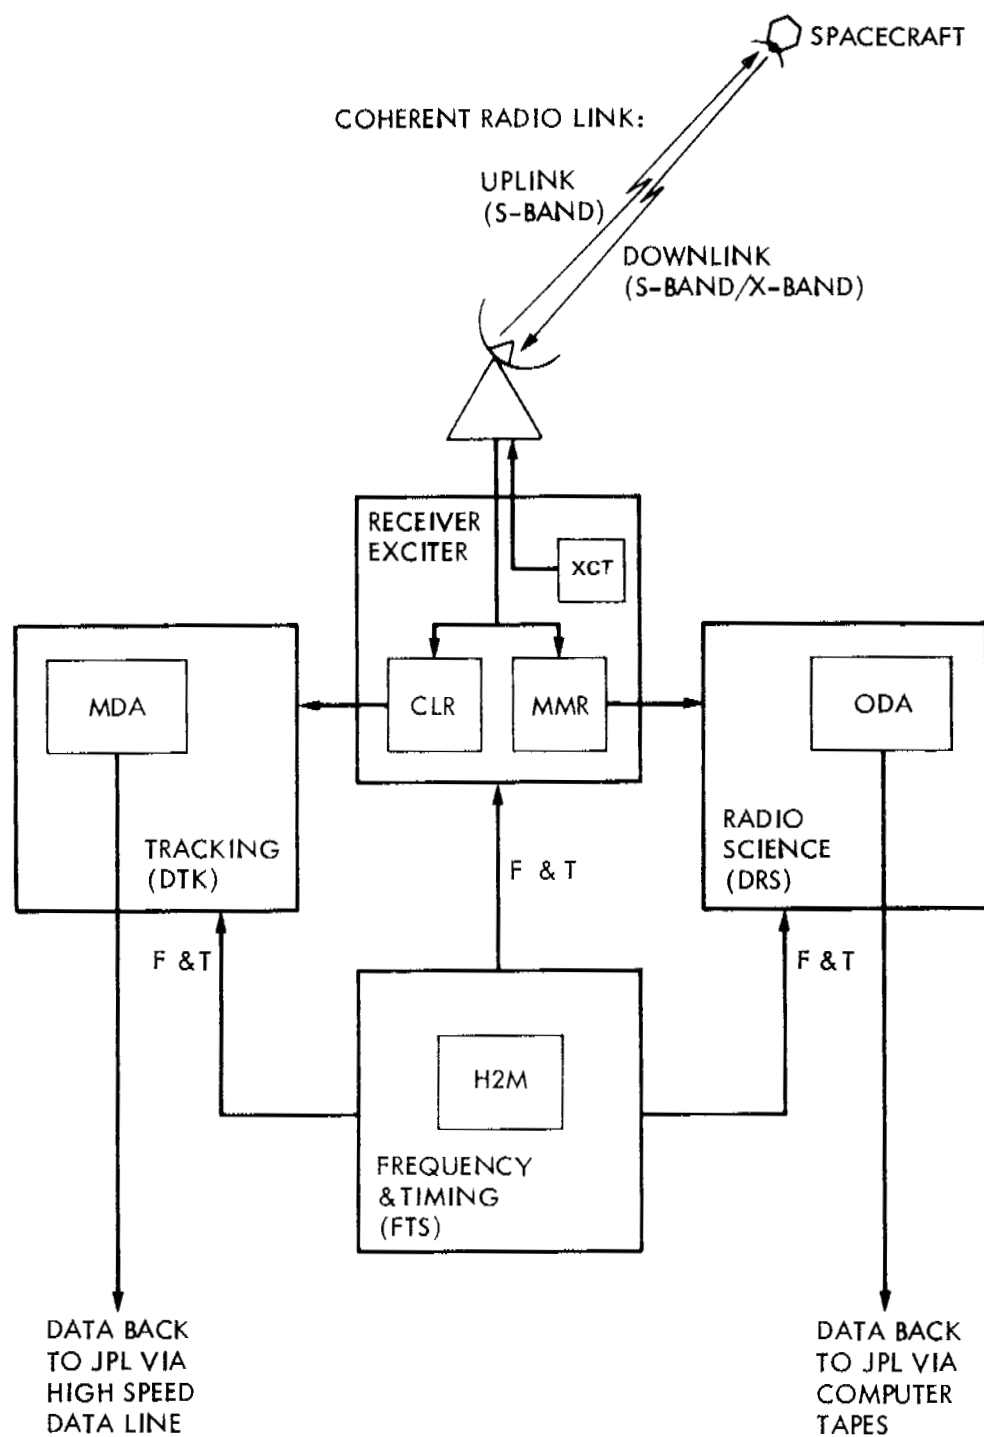 SPACECRAFT
COHERENT RADIO LINK:
UPLINK
(S-BAND)
DOWNLINK
(S-BAND/X-BAND)
RECEIVER
EXCITER
XCT
MDA
CLR
MMR
ODA
TRACKING
(DTK)
RADIO
SCIENCE
(DRS)
F & T
F & T
F & T
H2M
FREQUENCY
& TIMING
(FTS)
DATA BACK
TO JPL VIA
HIGH SPEED
DATA LINE
DATA BACK
TO JPL VIA
COMPUTER
TAPES